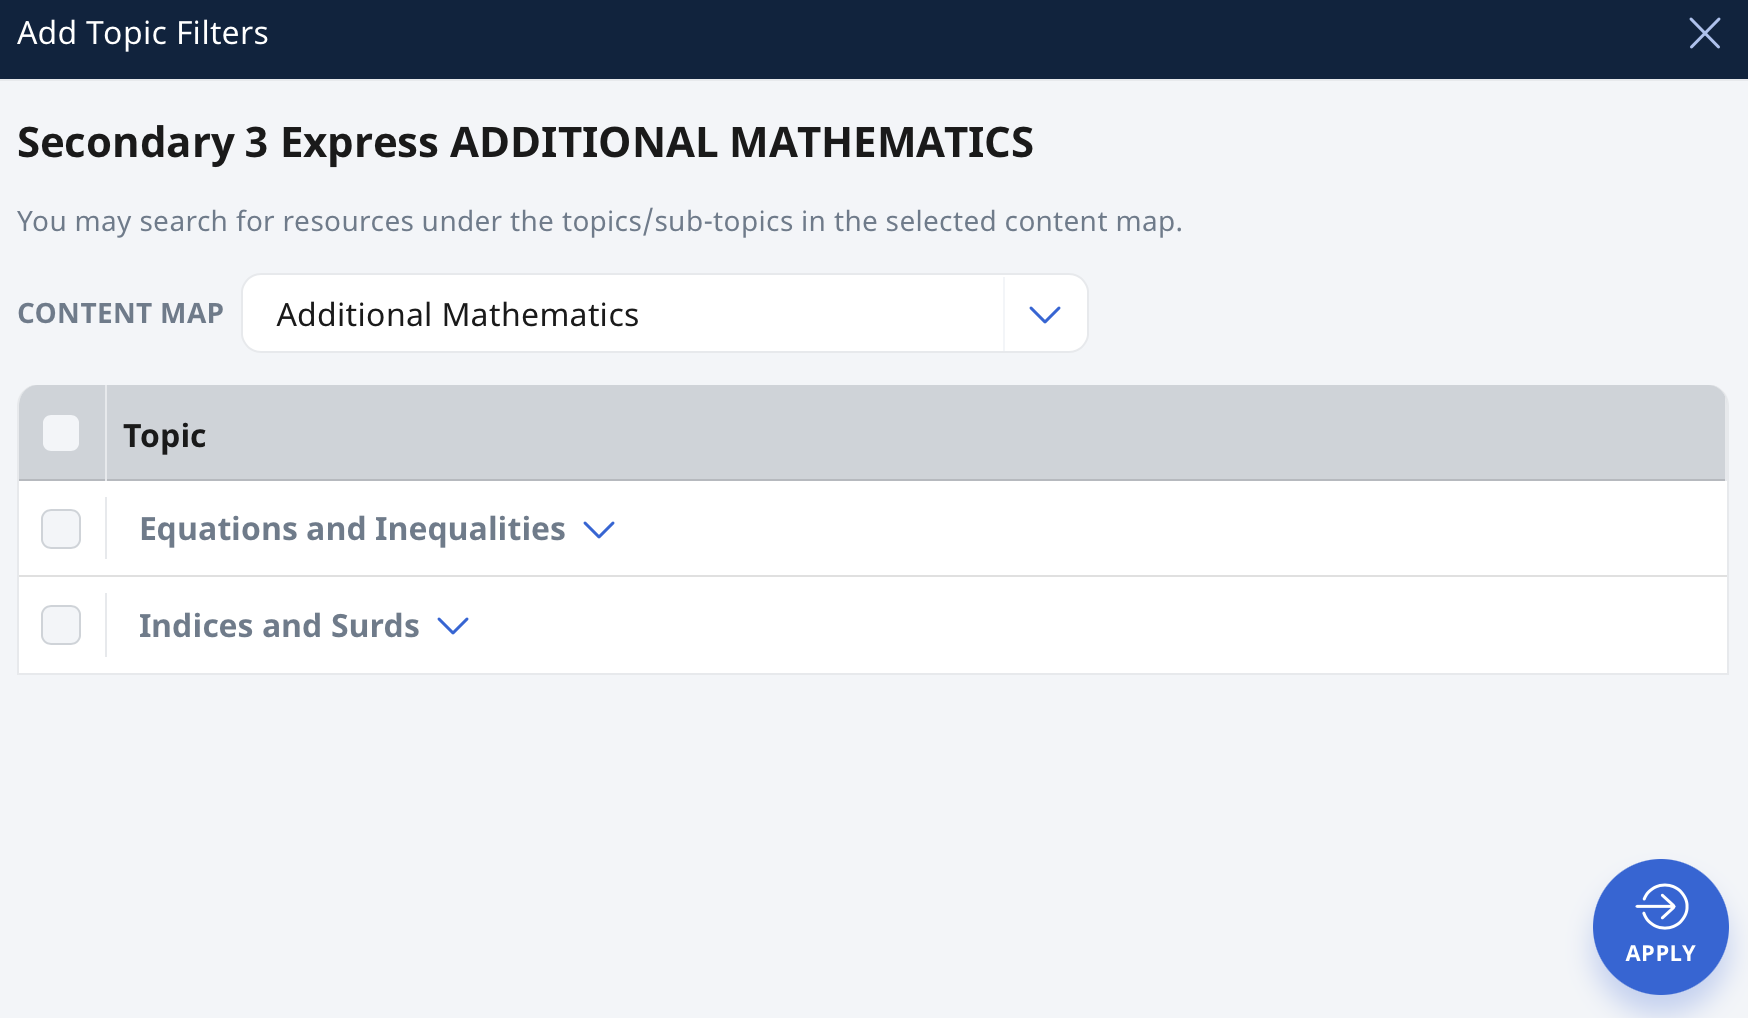 Add Topic Filters
Secondary 3 Express ADDITIONAL MATHEMATICS
You may search for resources under the topics/sub-topics in the selected content map.
CONTENT MAP Additional Mathematics
Topic
Equations and Inequalities
Indices and Surds
APPLY